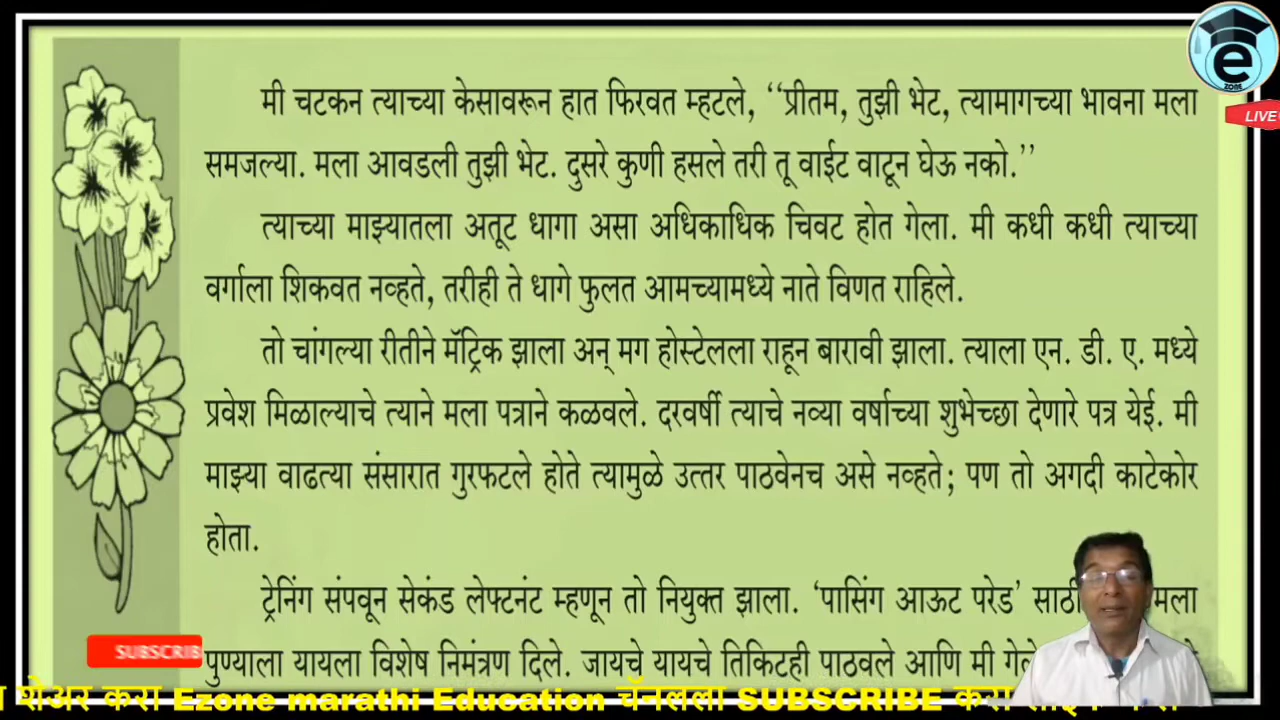 e
ZONE
LIVE
मी चटकन त्याच्या केसावरून हात फिरवत म्हटले, ‘‘प्रीतम, तुझी भेट, त्यामागच्या भावना मला
समजल्या. मला आवडली तुझी भेट. दुसरे कुणी हसले तरी तू वाईट वाटून घेऊ नको.’’
त्याच्या माझ्यातला अतूट धागा असा अधिकाधिक चिवट होत गेला. मी कधी कधी त्याच्या
वर्गाला शिकवत नव्हते, तरीही ते धागे फुलत आमच्यामध्ये नाते विणत राहिले.
तो चांगल्या रीतीने मॅट्रिक झाला अन् मग होस्टेलला राहून बारावी झाला. त्याला एन. डी. ए. मध्ये
प्रवेश मिळाल्याचे त्याने मला पत्राने कळवले. दरवर्षी त्याचे नव्या वर्षाच्या शुभेच्छा देणारे पत्र येई. मी
माझ्या वाढत्या संसारात गुरफटले होते त्यामुळे उत्तर पाठवेनच असे नव्हते; पण तो अगदी काटेकोर
होता.
ट्रेनिंग संपवून सेकंड लेफ्टनंट म्हणून तो नियुक्त झाला. ‘पासिंग आऊट परेड’ साठी मला
पुण्याला यायला विशेष निमंत्रण दिले. जायचे यायचे तिकिटही पाठवले आणि मी
SUBSCRIB
शेअर करा Ezone marathi Education चॅनलला SUBSCRIBE